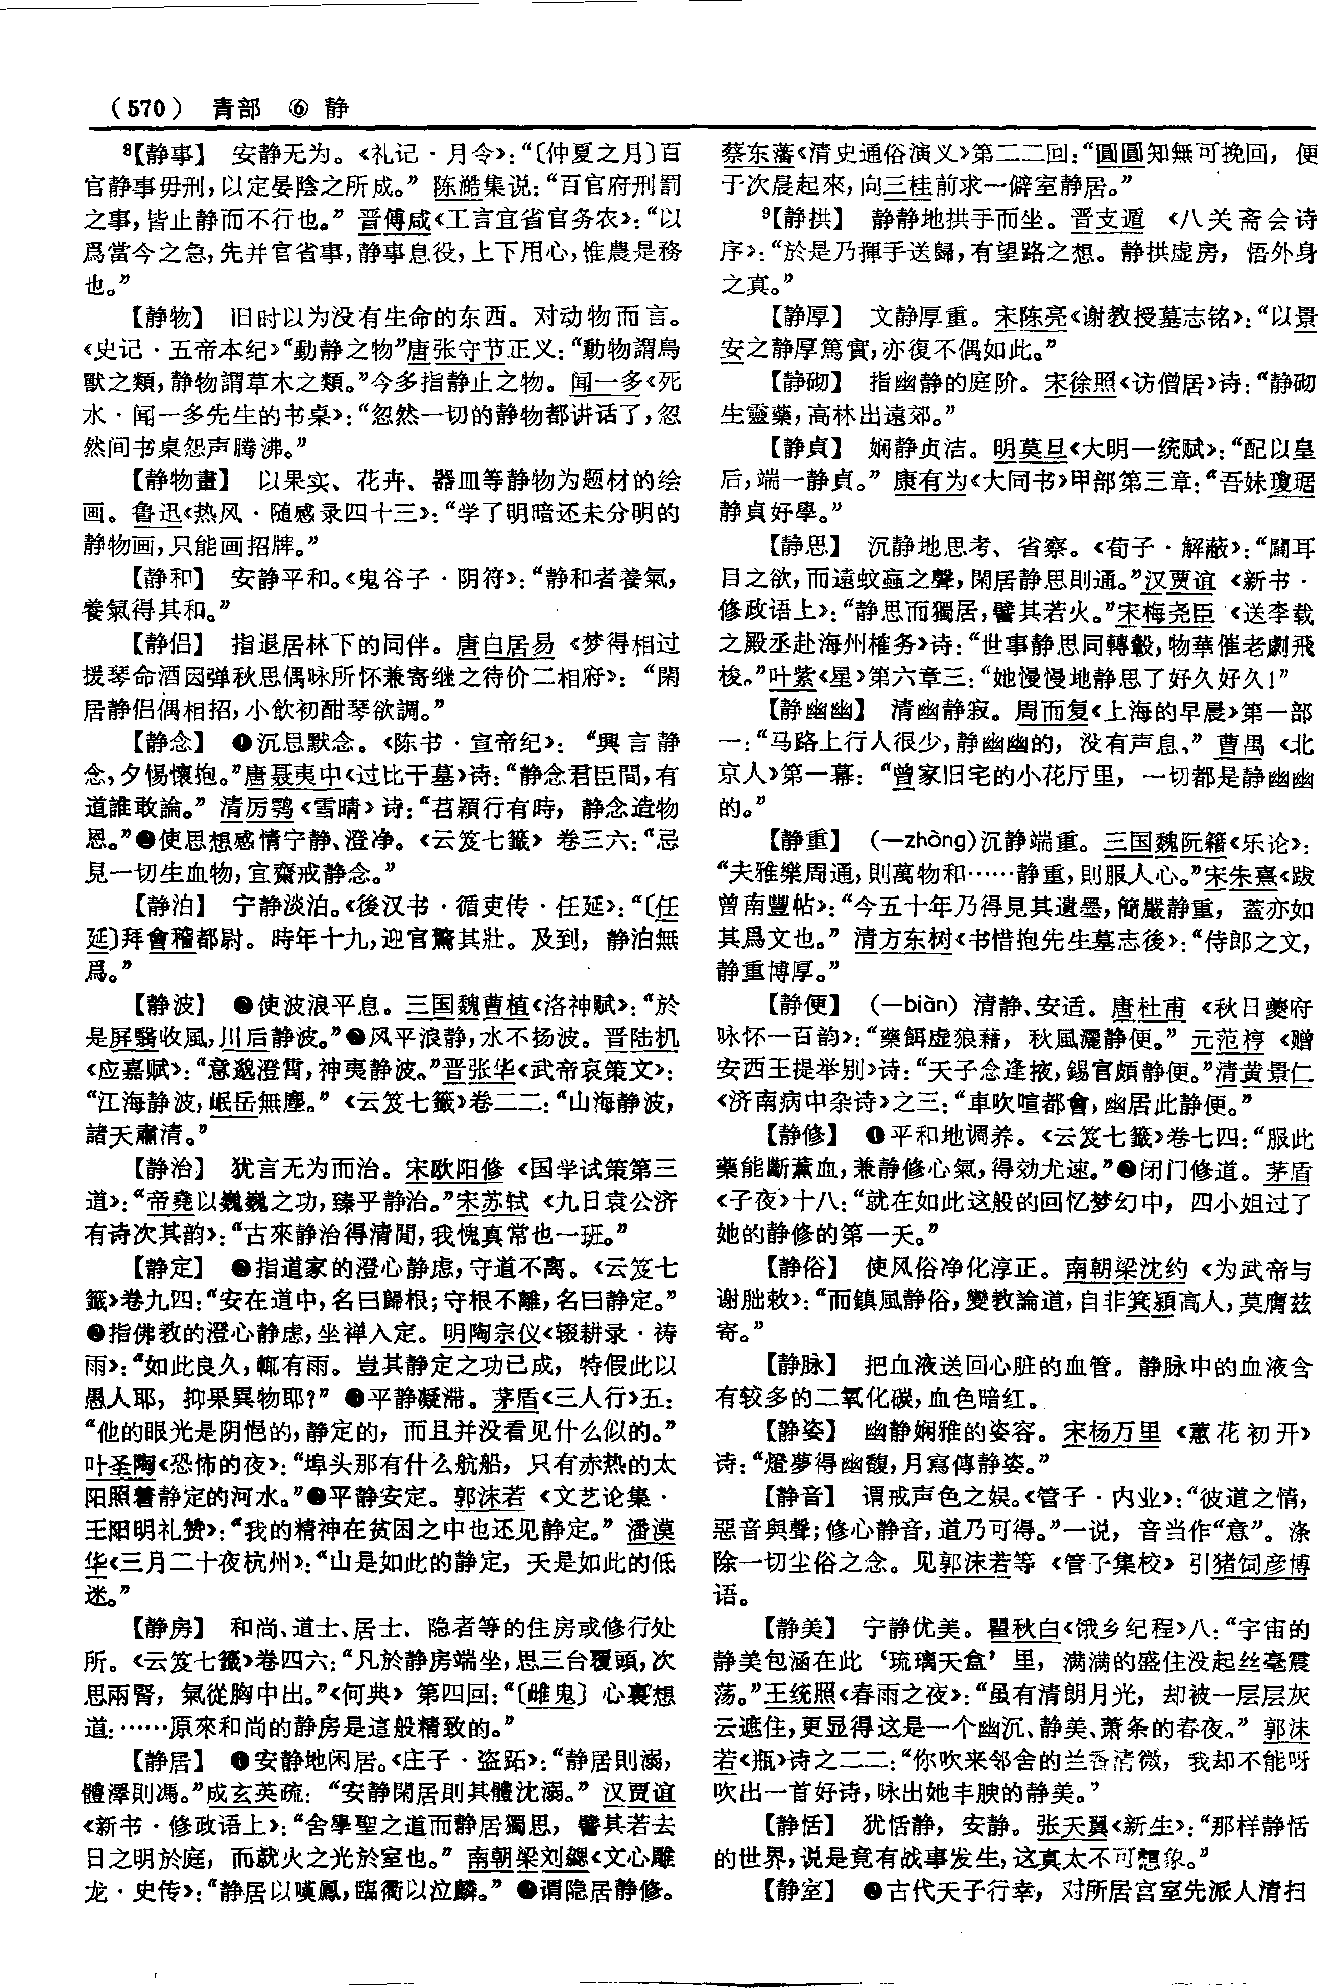 （570） 青部 ⑥ 静
⁸【静事】 安静无为。《礼记·月令》：“〔仲夏之月〕百
官静事毋刑，以定晏陰之所成。” 陈澔集说：“百官府刑罰
之事，皆止静而不行也。” 晋傅咸《工言宜省官务农》：“以
爲當今之急，先并官省事，静事息役，上下用心，惟農是務
也。”
【静物】 旧时以为没有生命的东西。对动物而言。
《史记·五帝本纪》“動静之物”唐张守节正义：“動物謂鳥
獸之類，静物謂草木之類。”今多指静止之物。闻一多《死
水·闻一多先生的书桌》：“忽然一切的静物都讲话了，忽
然间书桌怨声腾沸。”
【静物畫】 以果实、花卉、器皿等静物为题材的绘
画。鲁迅《热风·随感录四十三》：“学了明暗还未分明的
静物画，只能画招牌。”
【静和】 安静平和。《鬼谷子·阴符》：“静和者養氣，
養氣得其和。”
【静侣】 指退居林下的同伴。唐白居易《梦得相过
援琴命酒因弹秋思偶咏所怀兼寄继之待价二相府》：“閑
居静侣偶相招，小飲初酣琴欲調。”
【静念】 ❶沉思默念。《陈书·宣帝纪》：“興言静
念，夕惕懷抱。”唐聂夷中《过比干墓》诗：“静念君臣間，有
道誰敢論。” 清厉鹗《雪晴》诗：“苕穎行有時，静念造物
恩。”❷使思想感情宁静、澄净。《云笈七籤》卷三六：“忌
見一切生血物，宜齋戒静念。”
【静泊】 宁静淡泊。《後汉书·循吏传·任延》：“〔任
延〕拜會稽都尉。時年十九，迎官驚其壯。及到，静泊無
爲。”
【静波】 ❶使波浪平息。三国魏曹植《洛神赋》：“於
是屏翳收風，川后静波。”❷风平浪静，水不扬波。晋陆机
《应嘉赋》：“意邈澄霄，神夷静波。”晋张华《武帝哀策文》：
“江海静波，岷岳無塵。” 《云笈七籤》卷二二：“山海静波，
諸天肅清。”
【静治】 犹言无为而治。宋欧阳修《国学试策第三
道》：“帝堯以巍巍之功，臻乎静治。”宋苏轼《九日袁公济
有诗次其韵》：“古來静治得清閒，我愧真常也一班。”
【静定】 ❶指道家的澄心静虑，守道不离。《云笈七
籤》卷九四：“安在道中，名曰歸根；守根不離，名曰静定。”
❷指佛教的澄心静虑，坐禅入定。明陶宗仪《辍耕录·祷
雨》：“如此良久，輒有雨。豈其静定之功已成，特假此以
愚人耶，抑果異物耶？” ❸平静凝滞。茅盾《三人行》五：
“他的眼光是阴悒的，静定的，而且并没看见什么似的。”
叶圣陶《恐怖的夜》：“埠头那有什么航船，只有赤热的太
阳照着静定的河水。”❹平静安定。郭沫若《文艺论集·
王阳明礼赞》：“我的精神在贫困之中也还见静定。”潘漠
华《三月二十夜杭州》：“山是如此的静定，天是如此的低
迷。”
【静房】 和尚、道士、居士、隐者等的住房或修行处
所。《云笈七籤》卷四六：“凡於静房端坐，思三台覆頭，次
思兩腎，氣從胸中出。”《何典》第四回：“〔雌鬼〕心裏想
道：……原來和尚的静房是這般精致的。”
【静居】 ❶安静地闲居。《庄子·盗跖》：“静居則溺，
體澤則馮。”成玄英疏：“安静閑居則其體沈溺。” 汉贾谊
《新书·修政语上》：“舍學聖之道而静居獨思，譬其若去
日之明於庭，而就火之光於室也。” 南朝梁刘勰《文心雕
龙·史传》：“静居以嘆鳳，臨衢以泣麟。” ❷谓隐居静修。
蔡东藩《清史通俗演义》第二二回：“圓圓知無可挽回，便
于次晨起來，向三桂前求一僻室静居。”
⁹【静拱】 静静地拱手而坐。晋支遁《八关斋会诗
序》：“於是乃揮手送歸，有望路之想。静拱虛房，悟外身
之真。”
【静厚】 文静厚重。宋陈亮《谢教授墓志铭》：“以景
安之静厚篤實，亦復不偶如此。”
【静砌】 指幽静的庭阶。宋徐照《访僧居》诗：“静砌
生靈藥，高林出遠郊。”
【静貞】 娴静贞洁。明莫旦《大明一统赋》：“配以皇
后，端一静貞。” 康有为《大同书》甲部第三章：“吾妹瓊琚
静貞好學。”
【静思】 沉静地思考、省察。《荀子·解蔽》：“闢耳
目之欲，而遠蚊蝱之聲，閑居静思則通。”汉贾谊《新书·
修政语上》：“静思而獨居，譬其若火。”宋梅尧臣《送李载
之殿丞赴海州榷务》诗：“世事静思同轉轂，物華催老劇飛
梭。”叶紫《星》第六章三：“她慢慢地静思了好久好久！”
【静幽幽】 清幽静寂。周而复《上海的早晨》第一部
一：“马路上行人很少，静幽幽的，没有声息。” 曹禺《北
京人》第一幕：“曾家旧宅的小花厅里，一切都是静幽幽
的。”
【静重】 （—zhòng）沉静端重。三国魏阮籍《乐论》：
“夫雅樂周通，則萬物和……静重，則服人心。”宋朱熹《跋
曾南豐帖》：“今五十年乃得見其遺墨，簡嚴静重，蓋亦如
其爲文也。” 清方东树《书惜抱先生墓志後》：“侍郎之文，
静重博厚。”
【静便】 （—biàn） 清静、安适。唐杜甫《秋日夔府
咏怀一百韵》：“藥餌虛狼藉，秋風灑静便。” 元范梈《赠
安西王提举别》诗：“天子念逢掖，錫官頗静便。”清黄景仁
《济南病中杂诗》之三：“車吹喧都會，幽居此静便。”
【静修】 ❶平和地调养。《云笈七籤》卷七四：“服此
藥能斷薰血，兼静修心氣，得効尤速。”❷闭门修道。茅盾
《子夜》十八：“就在如此这般的回忆梦幻中，四小姐过了
她的静修的第一天。”
【静俗】 使风俗净化淳正。南朝梁沈约《为武帝与
谢朏敕》：“而鎮風静俗，變教論道，自非箕潁高人，莫膺兹
寄。”
【静脉】 把血液送回心脏的血管。静脉中的血液含
有较多的二氧化碳，血色暗红。
【静姿】 幽静娴雅的姿容。宋杨万里《蕙花初开》
诗：“燈夢得幽馥，月寫傳静姿。”
【静音】 谓戒声色之娱。《管子·内业》：“彼道之情，
惡音與聲；修心静音，道乃可得。”一说，音当作“意”。涤
除一切尘俗之念。见郭沫若等《管子集校》引猪饲彦博
语。
【静美】 宁静优美。瞿秋白《饿乡纪程》八：“宇宙的
静美包涵在此‘琉璃天盒’里，满满的盛住没起丝毫震
荡。”王统照《春雨之夜》：“虽有清朗月光，却被一层层灰
云遮住，更显得这是一个幽沉、静美、萧条的春夜。” 郭沫
若《瓶》诗之二二：“你吹来邻舍的兰香清微，我却不能呀
吹出一首好诗，咏出她丰腴的静美。”
【静恬】 犹恬静，安静。张天翼《新生》：“那样静恬
的世界，说是竟有战事发生，这真太不可想象。”
【静室】 ❶古代天子行幸，对所居宫室先派人清扫